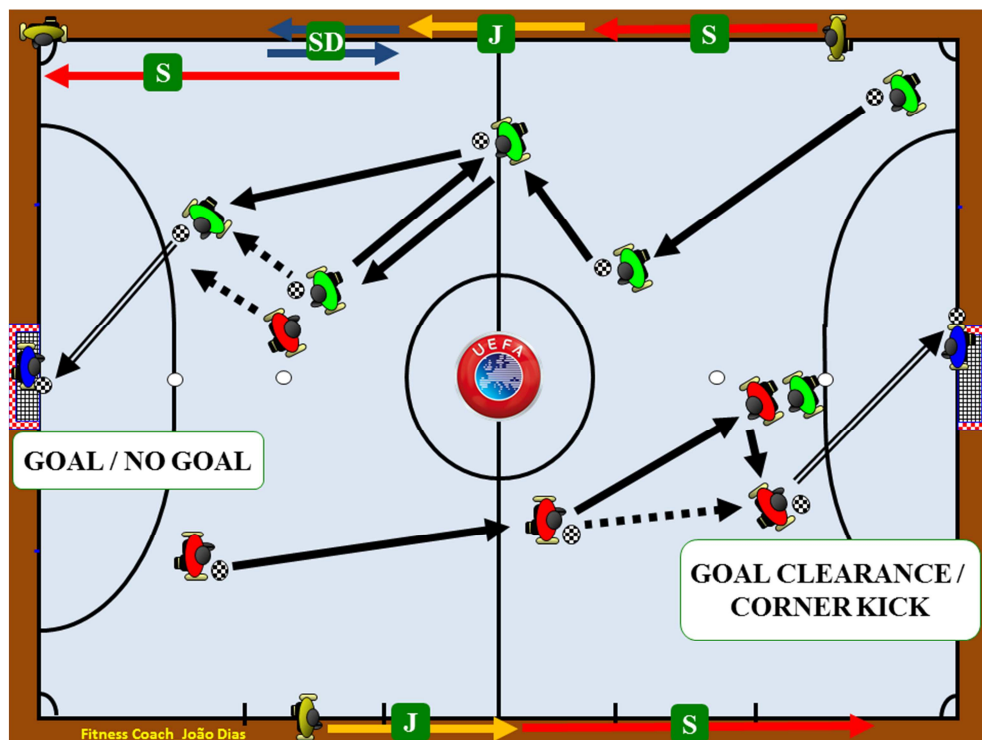 S
J
SD
S
UEFA
GOAL / NO GOAL
GOAL CLEARANCE /
CORNER KICK
J
S
Fitness Coach João Dias